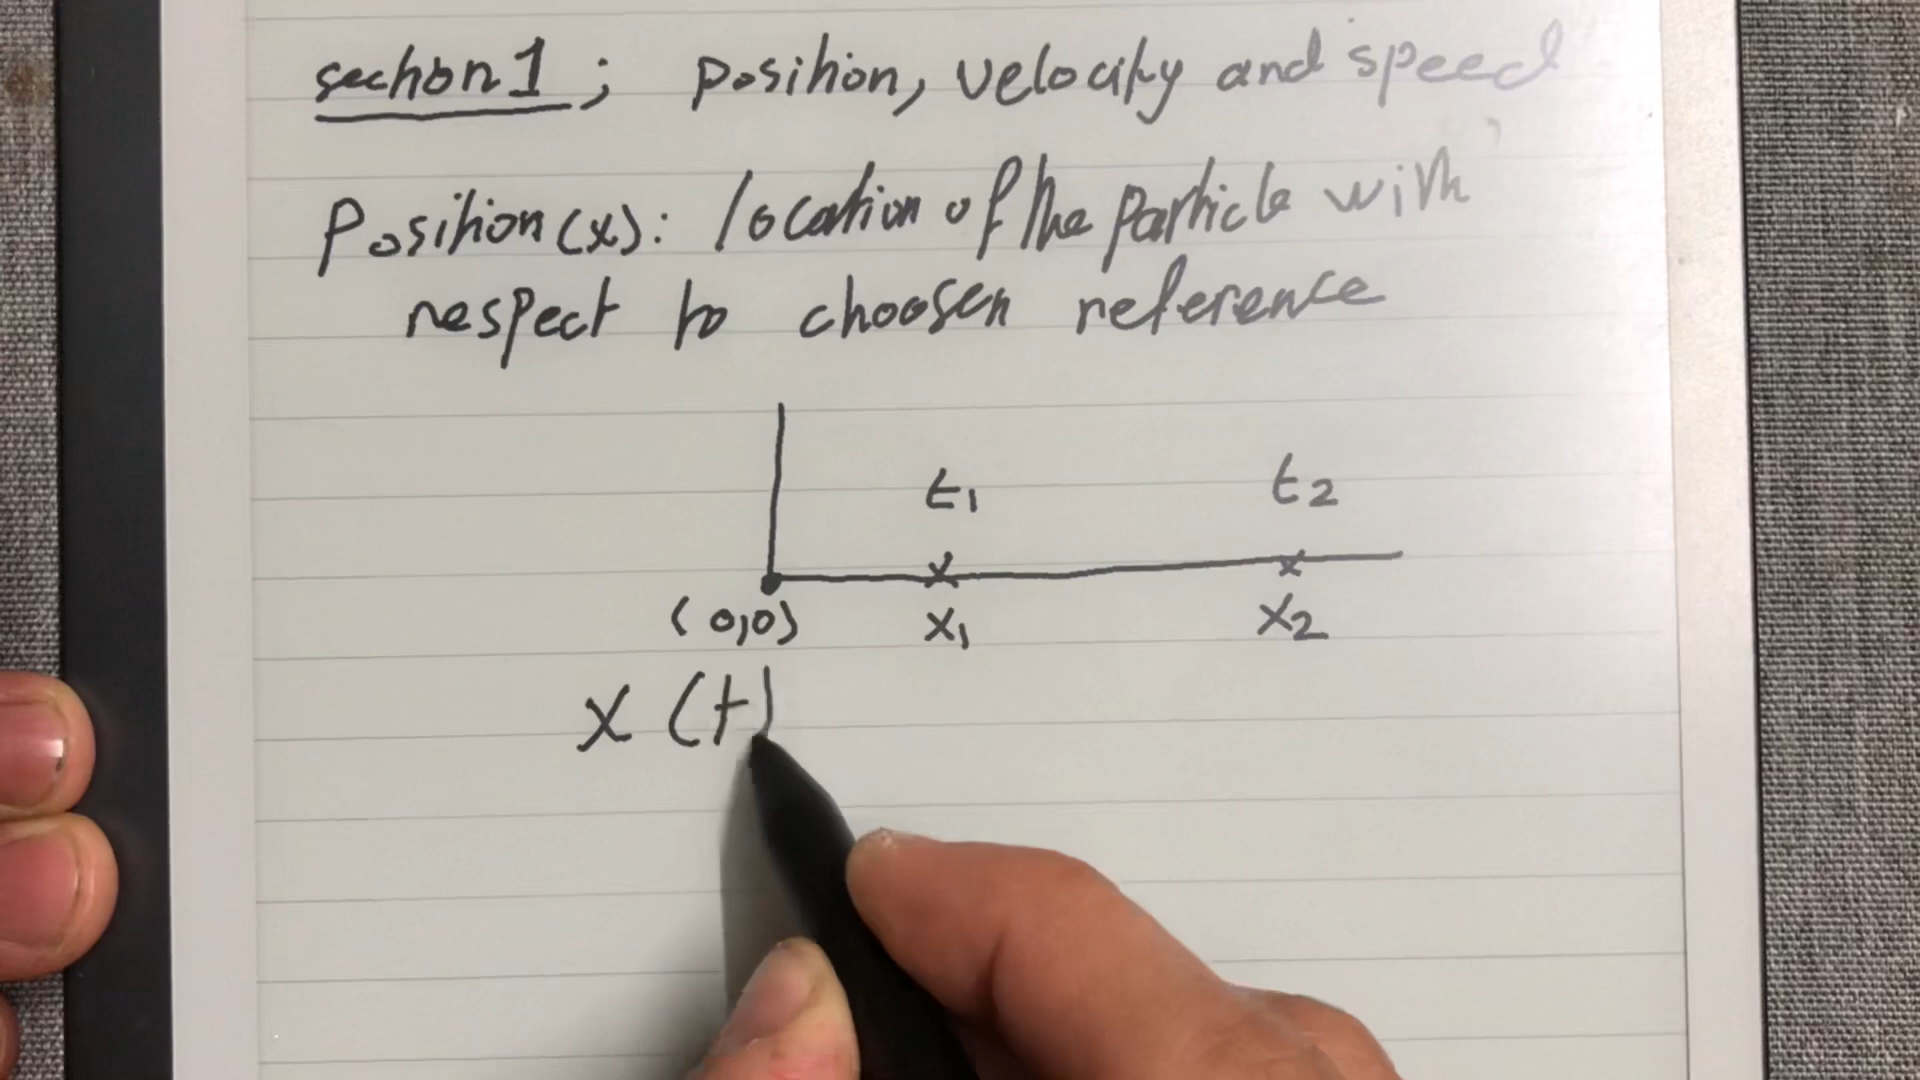 section 1 ; position, velocity and speed
Position (x) : location of the particle with
respect to choosen reference
t1 t2
(0,0) x1 x2
x (t)